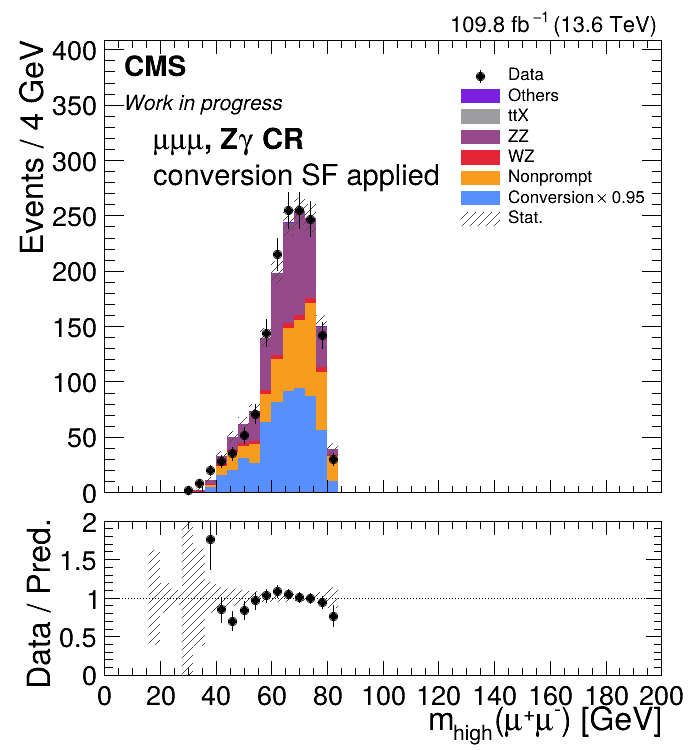 109.8 fb⁻¹ (13.6 TeV)
Events / 4 GeV
400
350
300
250
200
150
100
50
0
CMS
Work in progress
μμμ, Zγ CR
conversion SF applied
Data
Others
ttX
ZZ
WZ
Nonprompt
Conversion × 0.95
Stat.
Data / Pred.
2
1.5
1
0.5
0
0 20 40 60 80 100 120 140 160 180 200
m_high(μ⁺μ⁻) [GeV]